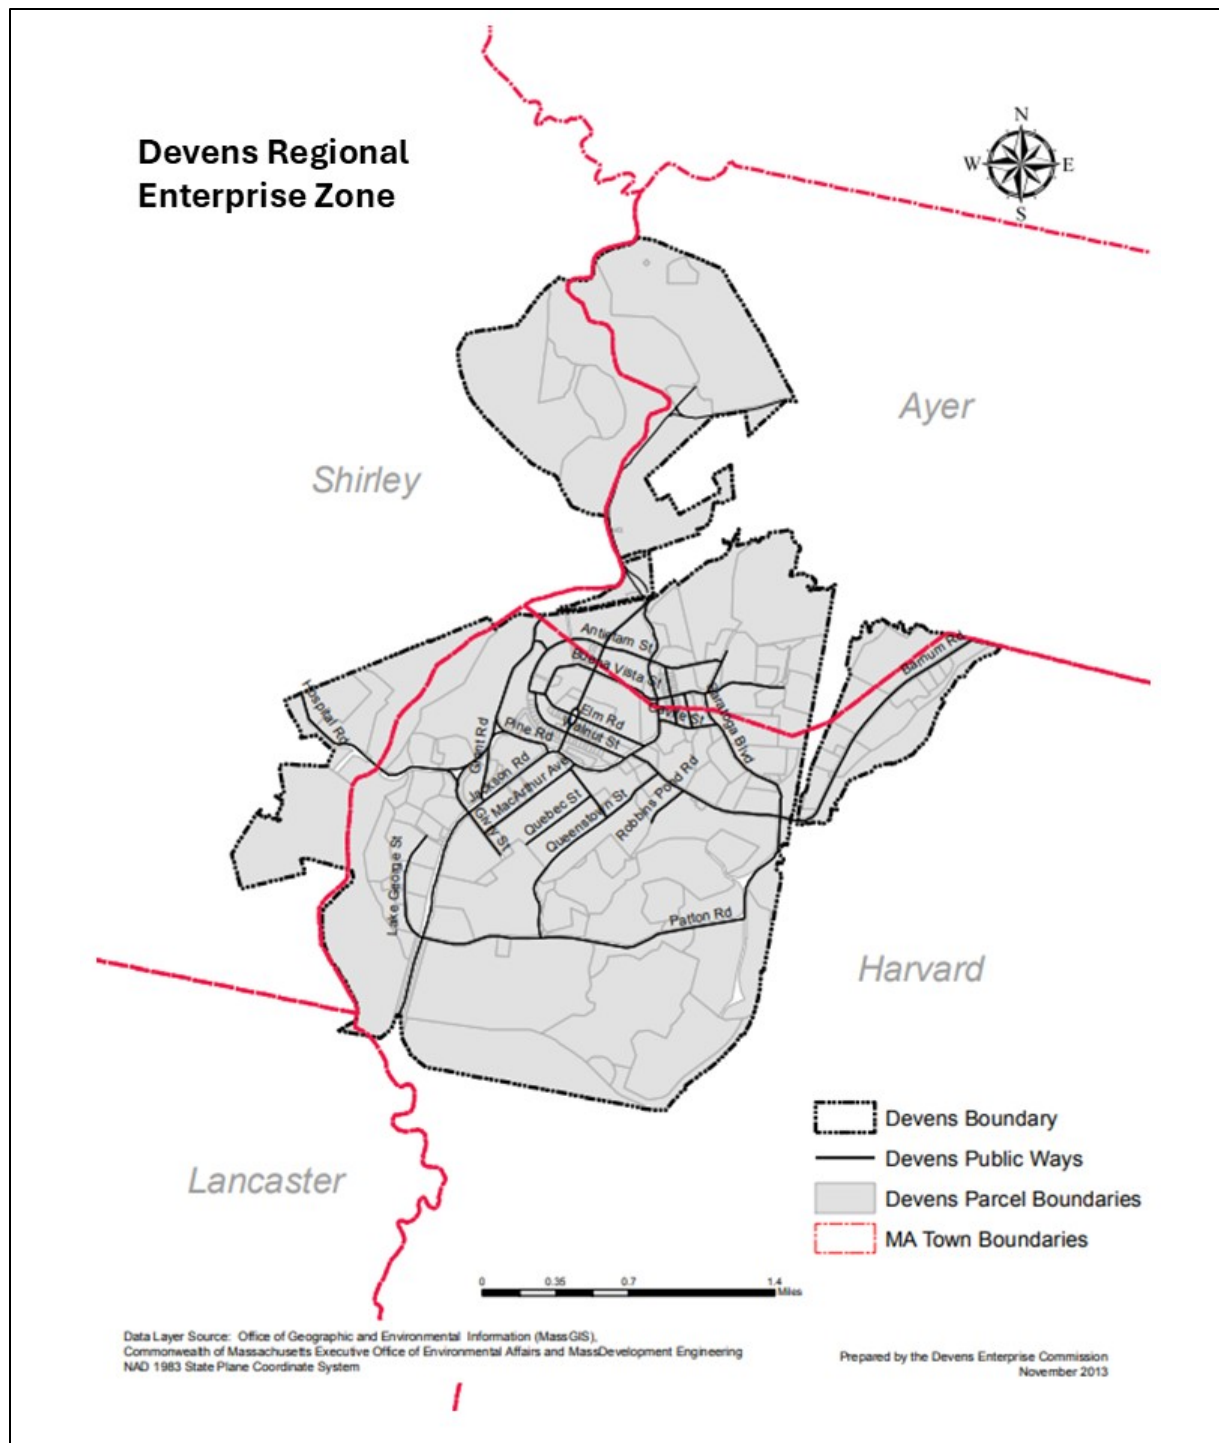 Devens Regional
Enterprise Zone
N
W
E
S
Ayer
Shirley
Antietam St
Buena Vista St
Barnum Rd
Hospital Rd
Grant Rd
Pine Rd
Elm Rd
Walnut St
Saratoga Blvd
Jackson Rd
MacArthur Ave
Givry St
Quebec St
Queenstown St
Robbins Pond Rd
Lake George St
Patton Rd
Harvard
Lancaster
Devens Boundary
Devens Public Ways
Devens Parcel Boundaries
MA Town Boundaries
0 0.35 0.7 1.4
Miles
Data Layer Source: Office of Geographic and Environmental Information (MassGIS),
Commonwealth of Massachusetts Executive Office of Environmental Affairs and MassDevelopment Engineering
NAD 1983 State Plane Coordinate System
Prepared by the Devens Enterprise Commission
November 2013